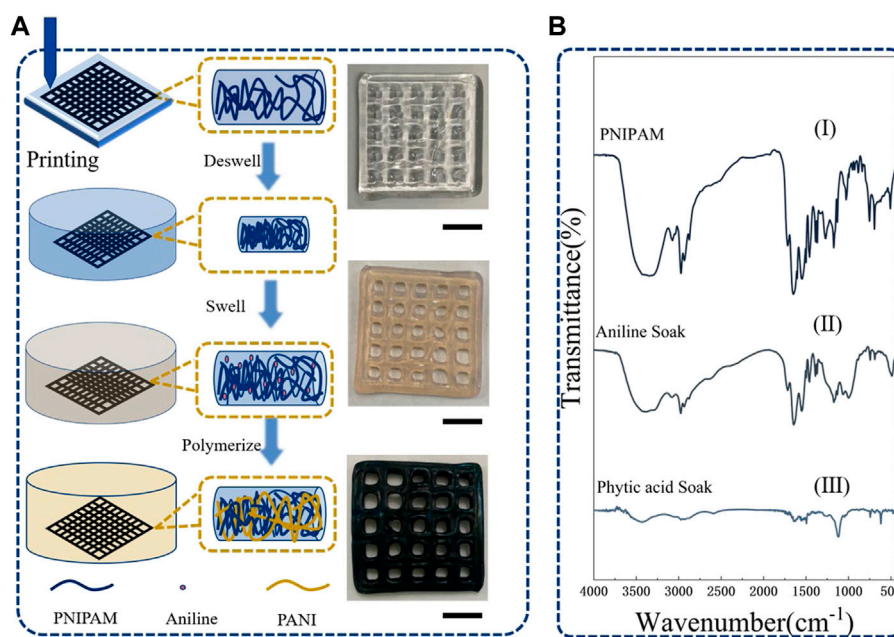 A
Printing
Deswell
Swell
Polymerize
PNIPAM
Aniline
PANI
B
PNIPAM
(I)
Aniline Soak
(II)
Phytic acid Soak
(III)
Transmittance(%)
4000 3500 3000 2500 2000 1500 1000 500
Wavenumber(cm⁻¹)